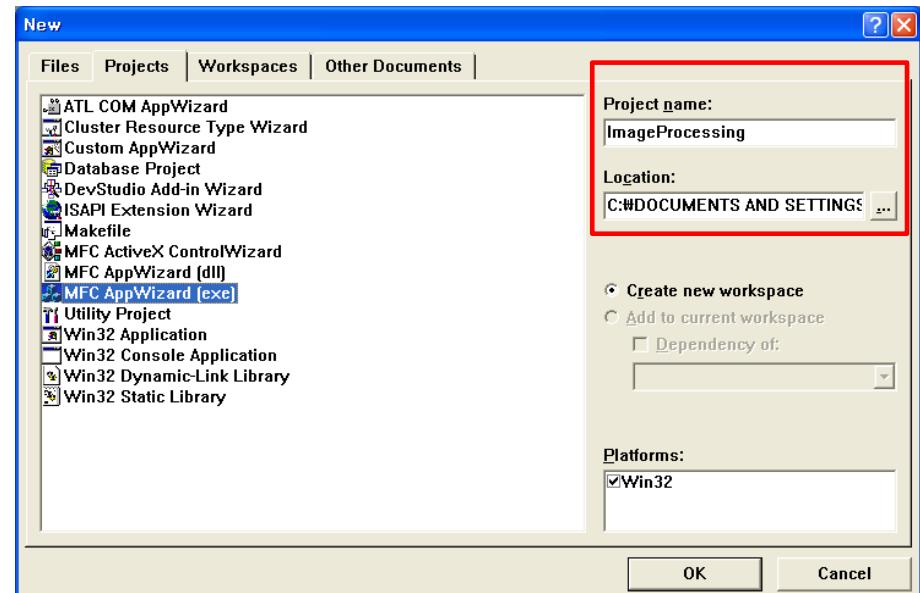 New
Files Projects Workspaces Other Documents
ATL COM AppWizard
Cluster Resource Type Wizard
Custom AppWizard
Database Project
DevStudio Add-in Wizard
ISAPI Extension Wizard
Makefile
MFC ActiveX ControlWizard
MFC AppWizard (dll)
MFC AppWizard (exe)
Utility Project
Win32 Application
Win32 Console Application
Win32 Dynamic-Link Library
Win32 Static Library
Project name:
ImageProcessing
Location:
C:₩DOCUMENTS AND SETTINGS ...
Create new workspace
Add to current workspace
Dependency of:
Platforms:
Win32
OK Cancel